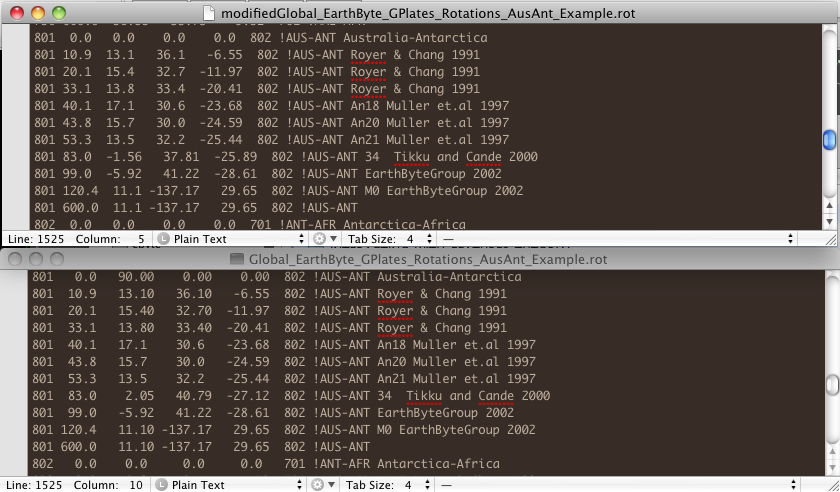 modifiedGlobal_EarthByte_GPlates_Rotations_AusAnt_Example.rot
801 0.0 0.0 0.0 0.0 802 !AUS-ANT Australia-Antarctica
801 10.9 13.1 36.1 -6.55 802 !AUS-ANT Royer & Chang 1991
801 20.1 15.4 32.7 -11.97 802 !AUS-ANT Royer & Chang 1991
801 33.1 13.8 33.4 -20.41 802 !AUS-ANT Royer & Chang 1991
801 40.1 17.1 30.6 -23.68 802 !AUS-ANT An18 Muller et.al 1997
801 43.8 15.7 30.0 -24.59 802 !AUS-ANT An20 Muller et.al 1997
801 53.3 13.5 32.2 -25.44 802 !AUS-ANT An21 Muller et.al 1997
801 83.0 -1.56 37.81 -25.89 802 !AUS-ANT 34 Tikku and Cande 2000
801 99.0 -5.92 41.22 -28.61 802 !AUS-ANT EarthByteGroup 2002
801 120.4 11.1 -137.17 29.65 802 !AUS-ANT M0 EarthByteGroup 2002
801 600.0 11.1 -137.17 29.65 802 !AUS-ANT
802 0.0 0.0 0.0 0.0 701 !ANT-AFR Antarctica-Africa
Line: 1525 Column: 5 L Plain Text Tab Size: 4 —
Global_EarthByte_GPlates_Rotations_AusAnt_Example.rot
801 0.0 90.00 0.00 0.00 802 !AUS-ANT Australia-Antarctica
801 10.9 13.10 36.10 -6.55 802 !AUS-ANT Royer & Chang 1991
801 20.1 15.40 32.70 -11.97 802 !AUS-ANT Royer & Chang 1991
801 33.1 13.80 33.40 -20.41 802 !AUS-ANT Royer & Chang 1991
801 40.1 17.1 30.6 -23.68 802 !AUS-ANT An18 Muller et.al 1997
801 43.8 15.7 30.0 -24.59 802 !AUS-ANT An20 Muller et.al 1997
801 53.3 13.5 32.2 -25.44 802 !AUS-ANT An21 Muller et.al 1997
801 83.0 2.05 40.79 -27.12 802 !AUS-ANT 34 Tikku and Cande 2000
801 99.0 -5.92 41.22 -28.61 802 !AUS-ANT EarthByteGroup 2002
801 120.4 11.10 -137.17 29.65 802 !AUS-ANT M0 EarthByteGroup 2002
801 600.0 11.10 -137.17 29.65 802 !AUS-ANT
802 0.0 0.0 0.0 0.0 701 !ANT-AFR Antarctica-Africa
Line: 1525 Column: 10 L Plain Text Tab Size: 4 —